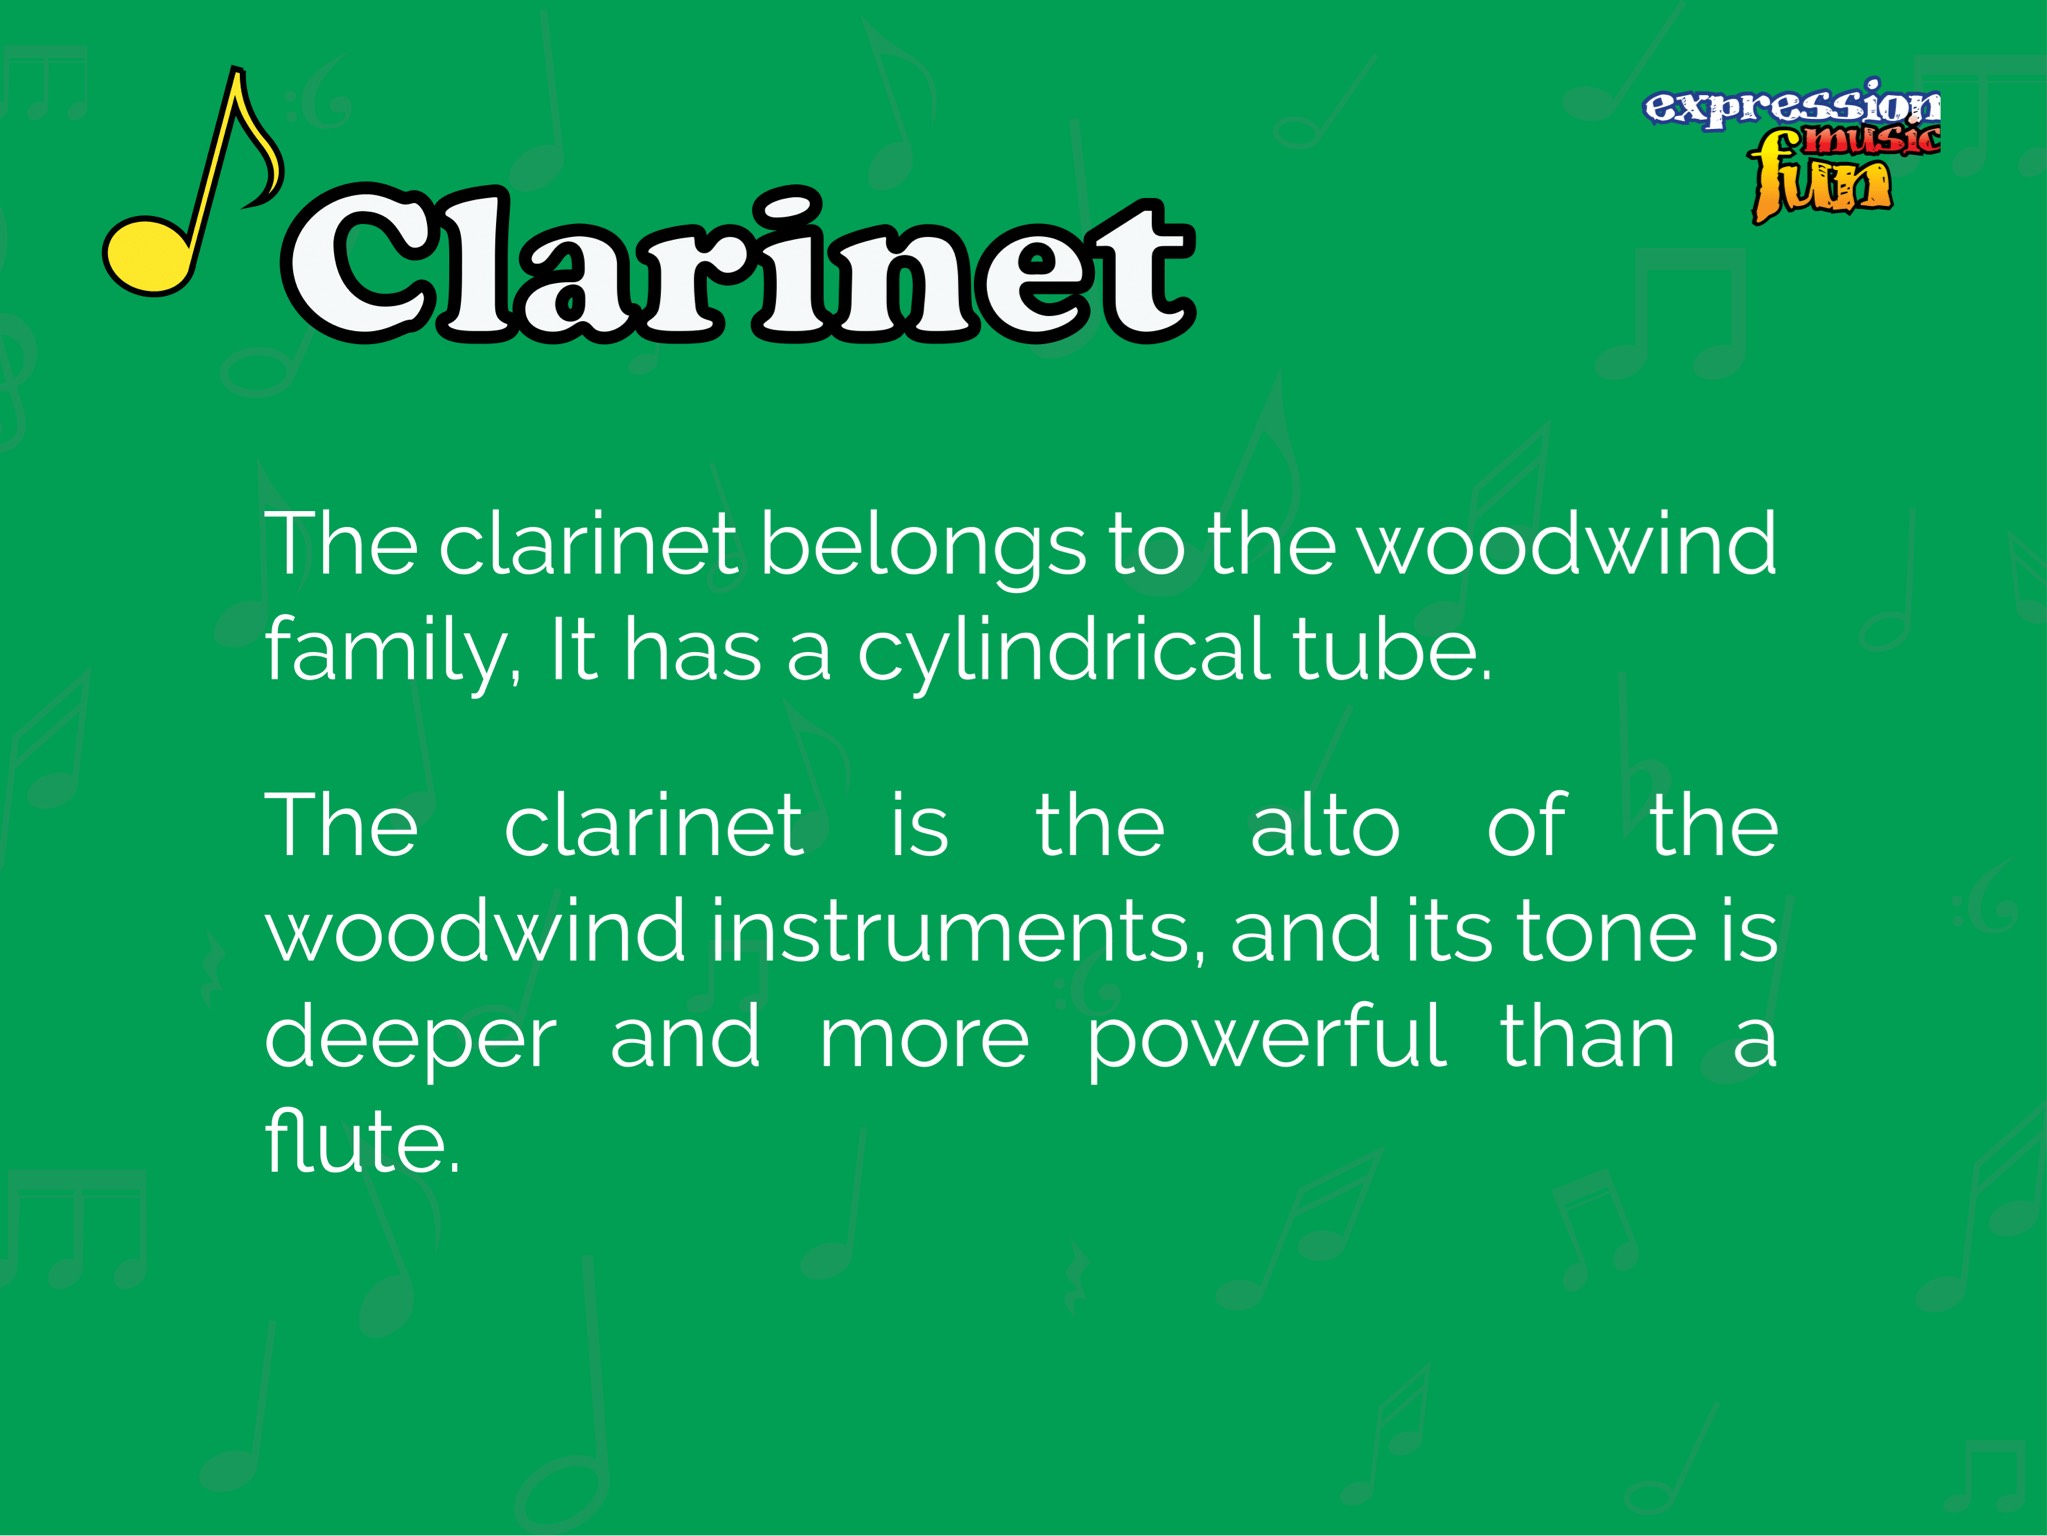 expression
music
fun
Clarinet
The clarinet belongs to the woodwind
family, It has a cylindrical tube.
The clarinet is the alto of the
woodwind instruments, and its tone is
deeper and more powerful than a
flute.